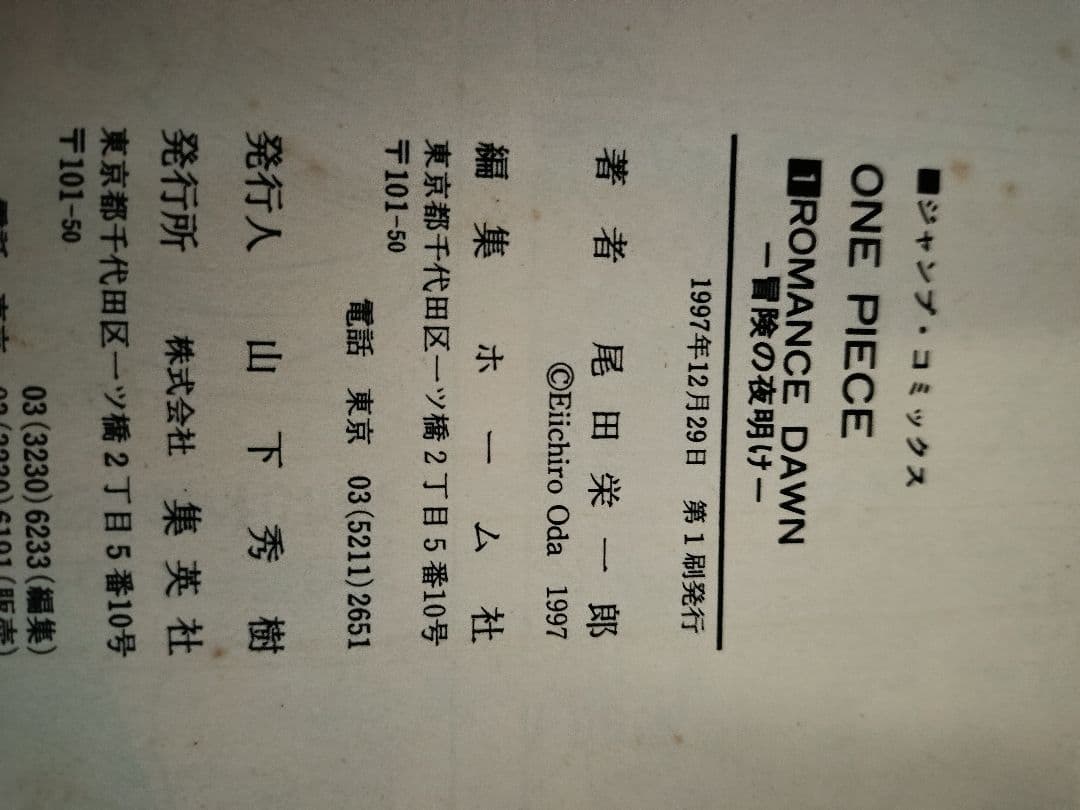 ■ジャンプ・コミックス
ONE PIECE
1 ROMANCE DAWN
―冒険の夜明け―
1997年12月29日 第1刷発行
著者 尾田栄一郎
©Eiichiro Oda 1997
編集 ホーム社
東京都千代田区一ツ橋2丁目5番10号
〒101-50
電話 東京 03(5211)2651
発行人 山下秀樹
発行所 株式会社 集英社
東京都千代田区一ツ橋2丁目5番10号
〒101-50
03(3230)6233(編集)